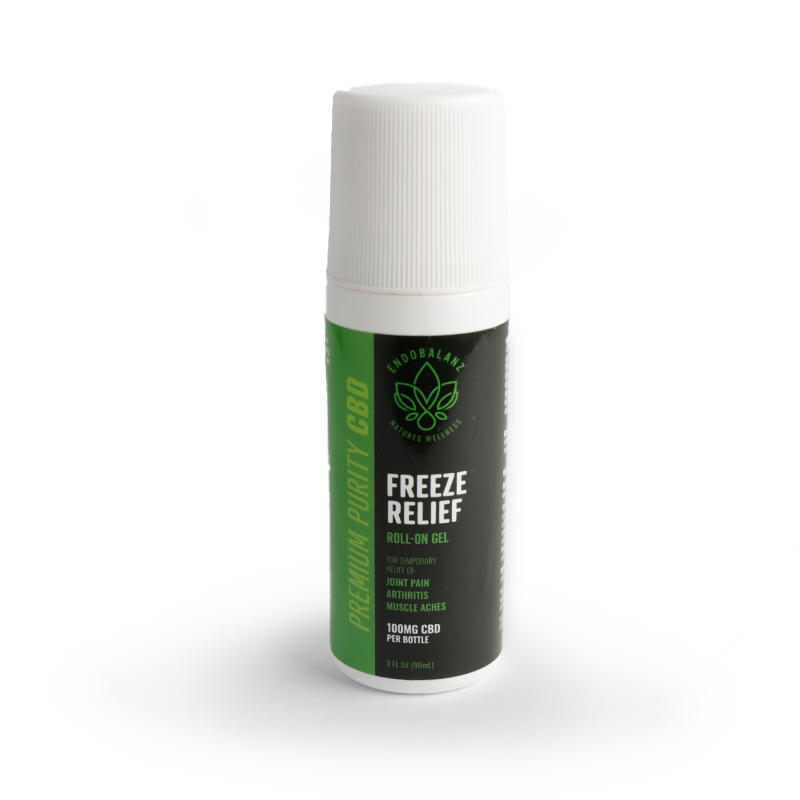 PREMIUM PURITY CBD
ENDOBALANZ
NATURES WELLNESS
FREEZE
RELIEF
ROLL-ON GEL
FOR TEMPORARY
RELIEF OF:
JOINT PAIN
ARTHRITIS
MUSCLE ACHES
100MG CBD
PER BOTTLE
3 FL OZ (90mL)